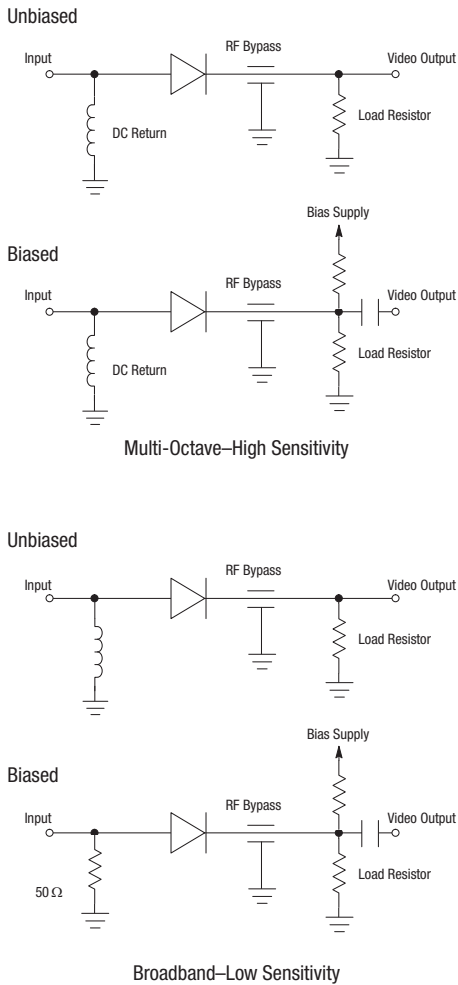 Unbiased
Input
RF Bypass
Video Output
DC Return
Load Resistor
Bias Supply
Biased
Input
RF Bypass
Video Output
DC Return
Load Resistor
Multi-Octave–High Sensitivity
Unbiased
Input
RF Bypass
Video Output
Load Resistor
Bias Supply
Biased
Input
RF Bypass
Video Output
50 Ω
Load Resistor
Broadband–Low Sensitivity